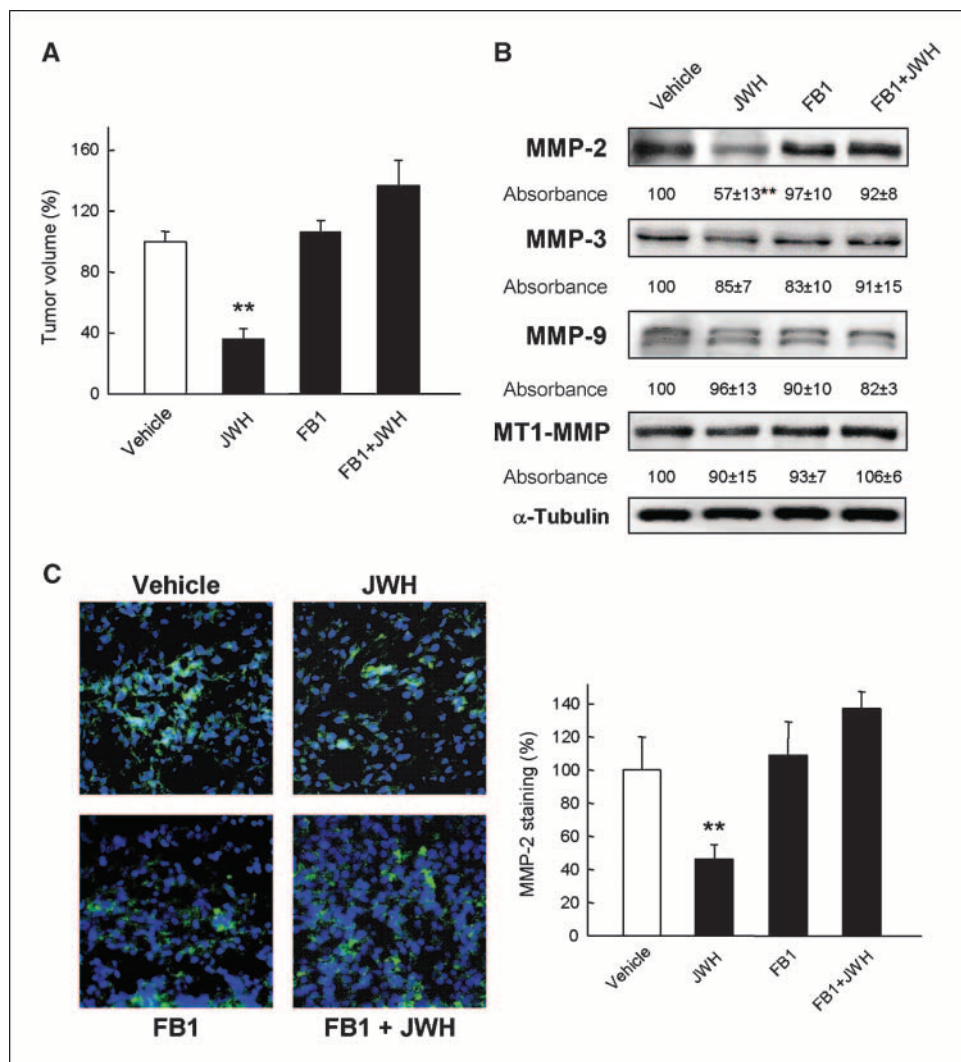 A
Tumor volume (%)
160
120
80
40
0
**
Vehicle
JWH
FB1
FB1+JWH
B
Vehicle
JWH
FB1
FB1+JWH
MMP-2
Absorbance 100 57±13** 97±10 92±8
MMP-3
Absorbance 100 85±7 83±10 91±15
MMP-9
Absorbance 100 96±13 90±10 82±3
MT1-MMP
Absorbance 100 90±15 93±7 106±6
α-Tubulin
C
Vehicle
JWH
FB1
FB1 + JWH
MMP-2 staining (%)
140
120
100
80
60
40
20
0
**
Vehicle
JWH
FB1
FB1+JWH